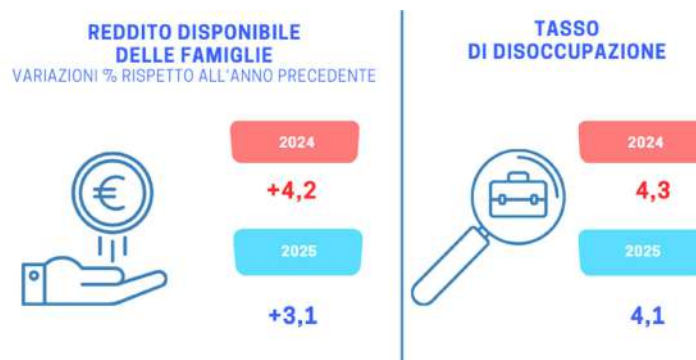 REDDITO DISPONIBILE
DELLE FAMIGLIE
VARIAZIONI % RISPETTO ALL'ANNO PRECEDENTE
2024
+4,2
2025
+3,1
TASSO
DI DISOCCUPAZIONE
2024
4,3
2025
4,1